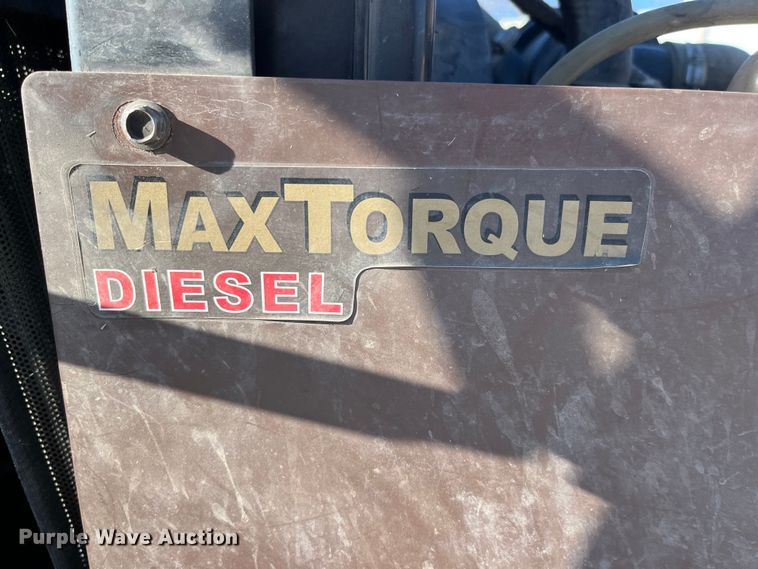 MAXTORQUE
DIESEL
Purple Wave Auction